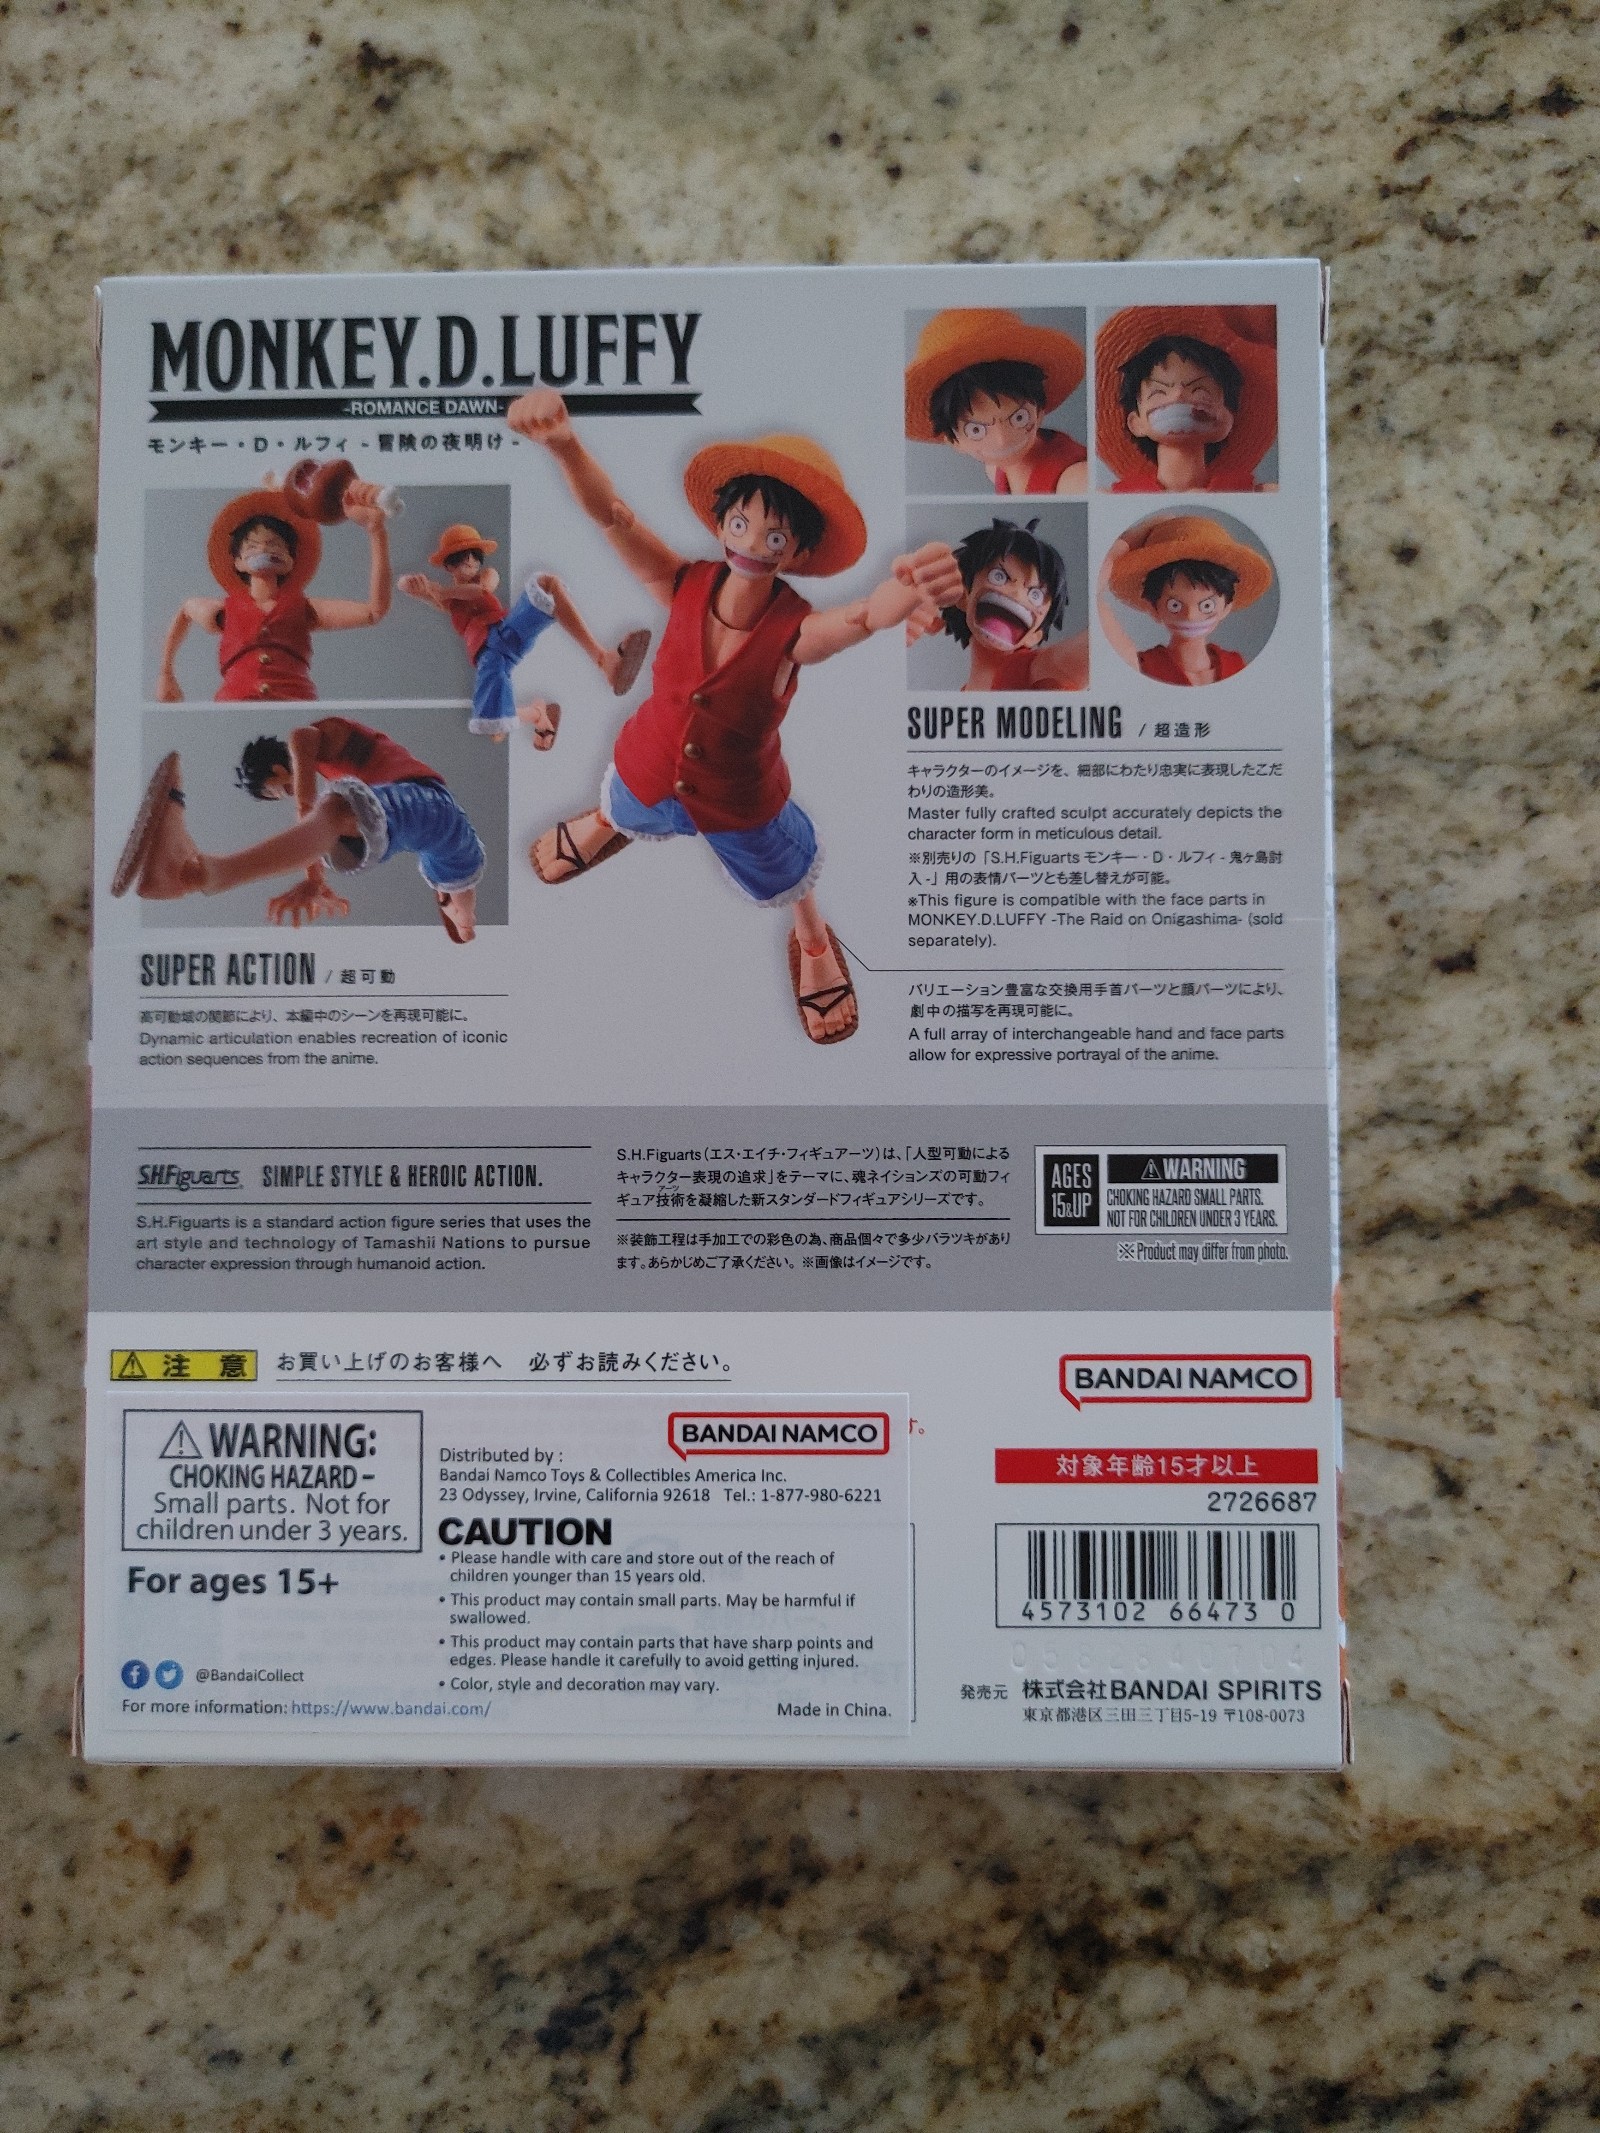 MONKEY.D.LUFFY
-ROMANCE DAWN-
モンキー・D・ルフィ - 冒険の夜明け -
SUPER ACTION / 超可動
高可動域の関節により、本編中のシーンを再現可能に。
Dynamic articulation enables recreation of iconic
action sequences from the anime.
SUPER MODELING / 超造形
キャラクターのイメージを、細部にわたり忠実に表現したこだ
わりの造形美。
Master fully crafted sculpt accurately depicts the
character form in meticulous detail.
※別売りの「S.H.Figuarts モンキー・D・ルフィ - 鬼ヶ島討
入 -」用の表情パーツとも差し替えが可能。
※This figure is compatible with the face parts in
MONKEY.D.LUFFY -The Raid on Onigashima- (sold
separately).
バリエーション豊富な交換用手首パーツと顔パーツにより、
劇中の描写を再現可能に。
A full array of interchangeable hand and face parts
allow for expressive portrayal of the anime.
S.H.Figuarts SIMPLE STYLE & HEROIC ACTION.
S.H.Figuarts is a standard action figure series that uses the
art style and technology of Tamashii Nations to pursue
character expression through humanoid action.
S.H.Figuarts（エス・エイチ・フィギュアーツ）は、「人型可動による
キャラクター表現の追求」をテーマに、魂ネイションズの可動フィ
ギュア技術を凝縮した新スタンダードフィギュアシリーズです。
アーツ
※装飾工程は手加工での彩色の為、商品個々で多少バラツキがあり
ます。あらかじめご了承ください。 ※画像はイメージです。
AGES
15&UP
⚠WARNING
CHOKING HAZARD SMALL PARTS.
NOT FOR CHILDREN UNDER 3 YEARS.
※Product may differ from photo.
⚠ 注 意 お買い上げのお客様へ 必ずお読みください。
す。
⚠WARNING:
CHOKING HAZARD –
Small parts. Not for
children under 3 years.
For ages 15+
@BandaiCollect
For more information: https://www.bandai.com/
BANDAI NAMCO
Distributed by :
Bandai Namco Toys & Collectibles America Inc.
23 Odyssey, Irvine, California 92618 Tel.: 1-877-980-6221
CAUTION
• Please handle with care and store out of the reach of
children younger than 15 years old.
• This product may contain small parts. May be harmful if
swallowed.
• This product may contain parts that have sharp points and
edges. Please handle it carefully to avoid getting injured.
• Color, style and decoration may vary.
Made in China.
BANDAI NAMCO
対象年齢15才以上
2726687
4573102 66473 0
発売元 株式会社BANDAI SPIRITS
東京都港区三田三丁目5-19 〒108-0073